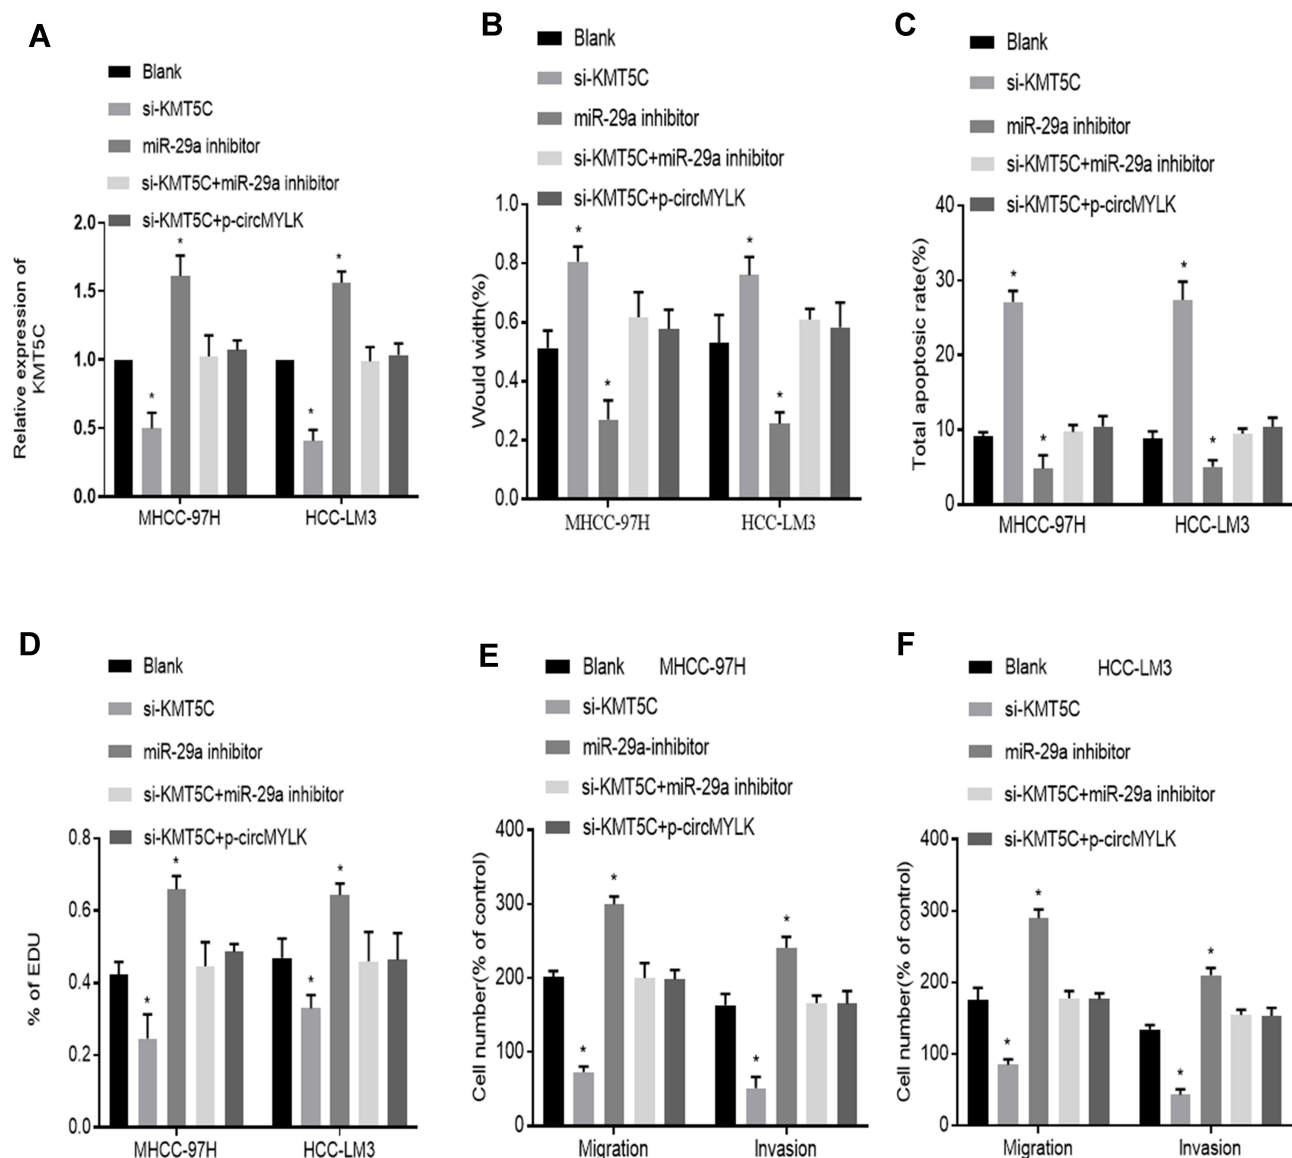 A
Blank
si-KMT5C
miR-29a inhibitor
si-KMT5C+miR-29a inhibitor
si-KMT5C+p-circMYLK
Relative expression of
KMT5C
2.0
1.5
1.0
0.5
0.0
* * * *
MHCC-97H HCC-LM3
B
Blank
si-KMT5C
miR-29a inhibitor
si-KMT5C+miR-29a inhibitor
si-KMT5C+p-circMYLK
Would width(%)
1.0
0.8
0.6
0.4
0.2
0.0
* * * *
MHCC-97H HCC-LM3
C
Blank
si-KMT5C
miR-29a inhibitor
si-KMT5C+miR-29a inhibitor
si-KMT5C+p-circMYLK
Total apoptosic rate(%)
40
30
20
10
0
* * * *
MHCC-97H HCC-LM3
D
Blank
si-KMT5C
miR-29a inhibitor
si-KMT5C+miR-29a inhibitor
si-KMT5C+p-circMYLK
% of EDU
0.8
0.6
0.4
0.2
0.0
* * * *
MHCC-97H HCC-LM3
E
Blank MHCC-97H
si-KMT5C
miR-29a-inhibitor
si-KMT5C+miR-29a inhibitor
si-KMT5C+p-circMYLK
Cell number(% of control)
400
300
200
100
0
* * * *
Migration Invasion
F
Blank HCC-LM3
si-KMT5C
miR-29a inhibitor
si-KMT5C+miR-29a inhibitor
si-KMT5C+p-circMYLK
Cell number(% of control)
400
300
200
100
0
* * * *
Migration Invasion